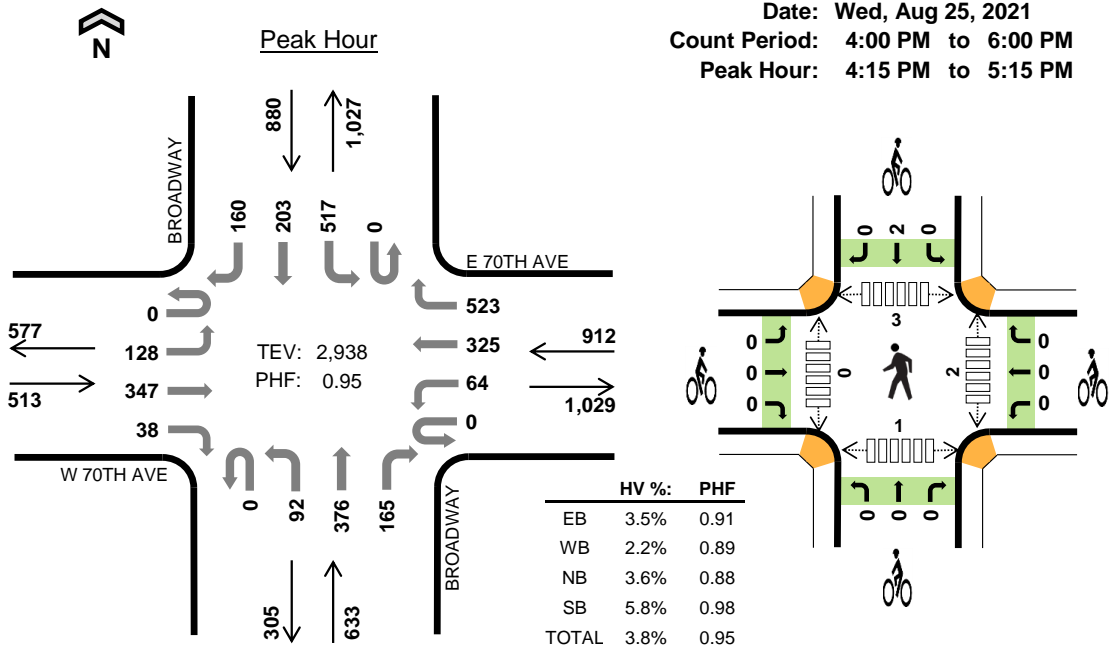 N
Peak Hour
Date: Wed, Aug 25, 2021
Count Period: 4:00 PM to 6:00 PM
Peak Hour: 4:15 PM to 5:15 PM
880
1,027
BROADWAY
160
203
517
0
E 70TH AVE
0
523
577
128
325
912
TEV: 2,938
PHF: 0.95
513
347
64
1,029
38
0
W 70TH AVE
0
92
376
165
BROADWAY
305
633
HV %: PHF
EB 3.5% 0.91
WB 2.2% 0.89
NB 3.6% 0.88
SB 5.8% 0.98
TOTAL 3.8% 0.95
0
2
0
3
0
0
0
0
0
2
0
0
0
1
0
0
0